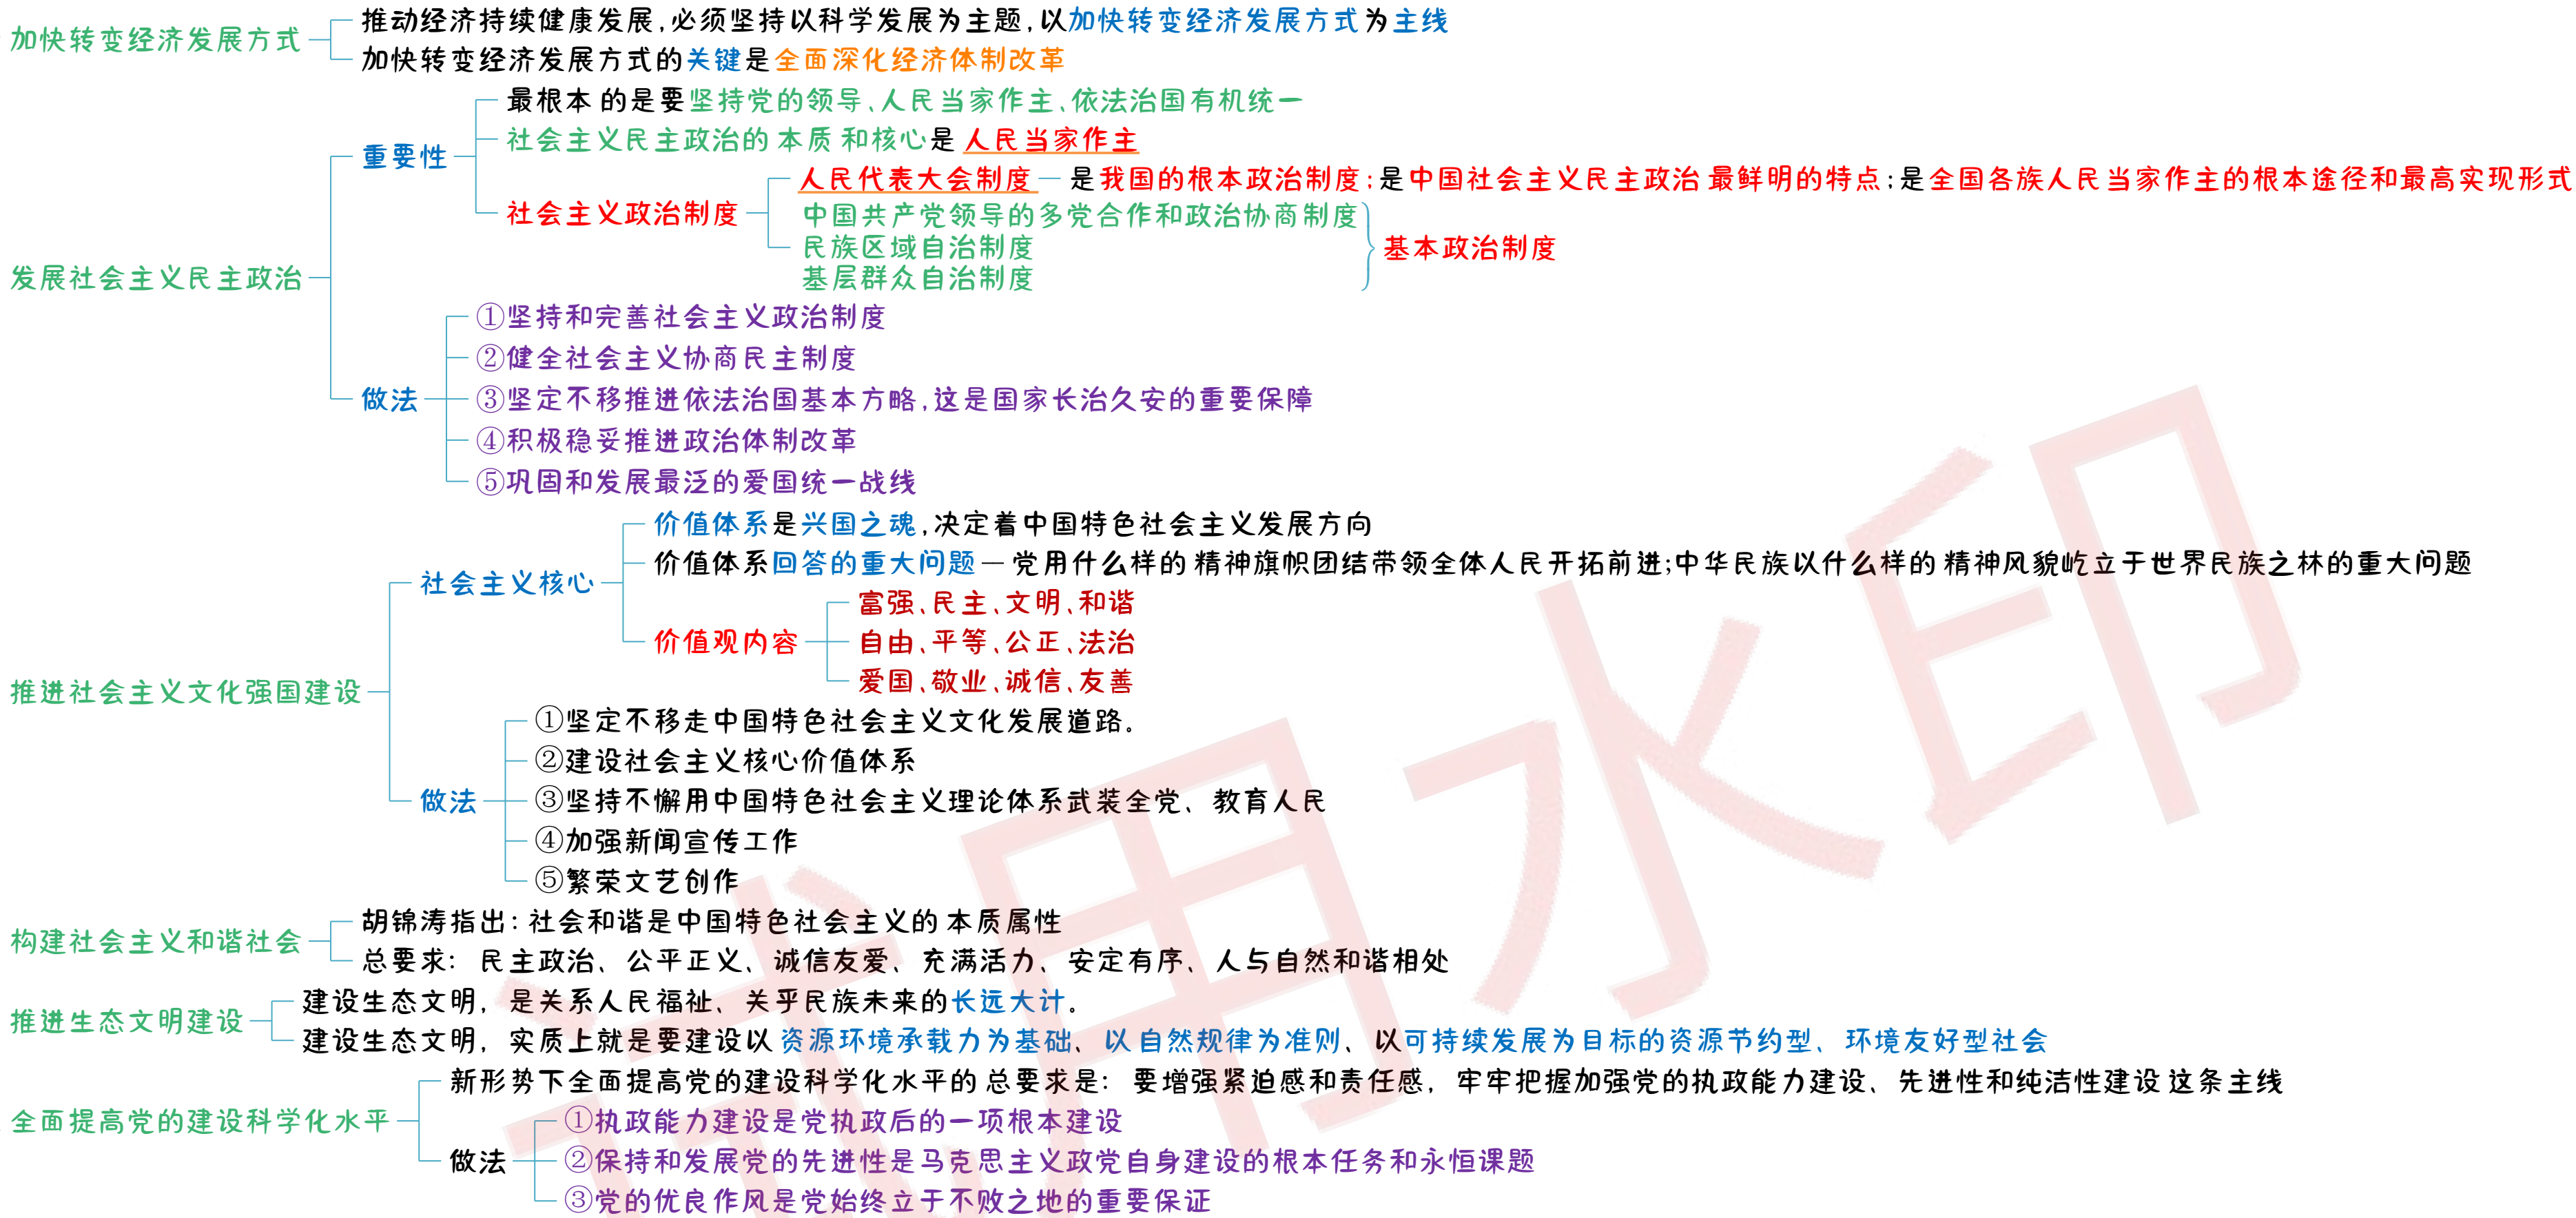 加快转变经济发展方式
推动经济持续健康发展,必须坚持以科学发展为主题,以加快转变经济发展方式为主线
加快转变经济发展方式的关键是全面深化经济体制改革
发展社会主义民主政治
重要性
最根本的是要坚持党的领导、人民当家作主、依法治国有机统一
社会主义民主政治的本质和核心是人民当家作主
社会主义政治制度
人民代表大会制度 — 是我国的根本政治制度;是中国社会主义民主政治最鲜明的特点;是全国各族人民当家作主的根本途径和最高实现形式
中国共产党领导的多党合作和政治协商制度
民族区域自治制度
基层群众自治制度
基本政治制度
做法
①坚持和完善社会主义政治制度
②健全社会主义协商民主制度
③坚定不移推进依法治国基本方略,这是国家长治久安的重要保障
④积极稳妥推进政治体制改革
⑤巩固和发展最泛的爱国统一战线
推进社会主义文化强国建设
社会主义核心
价值体系是兴国之魂,决定着中国特色社会主义发展方向
价值体系回答的重大问题 — 党用什么样的精神旗帜团结带领全体人民开拓前进;中华民族以什么样的精神风貌屹立于世界民族之林的重大问题
价值观内容
富强、民主、文明、和谐
自由、平等、公正、法治
爱国、敬业、诚信、友善
做法
①坚定不移走中国特色社会主义文化发展道路。
②建设社会主义核心价值体系
③坚持不懈用中国特色社会主义理论体系武装全党、教育人民
④加强新闻宣传工作
⑤繁荣文艺创作
构建社会主义和谐社会
胡锦涛指出:社会和谐是中国特色社会主义的本质属性
总要求：民主政治、公平正义、诚信友爱、充满活力、安定有序、人与自然和谐相处
推进生态文明建设
建设生态文明，是关系人民福祉、关乎民族未来的长远大计。
建设生态文明，实质上就是要建设以资源环境承载力为基础、以自然规律为准则、以可持续发展为目标的资源节约型、环境友好型社会
全面提高党的建设科学化水平
新形势下全面提高党的建设科学化水平的总要求是：要增强紧迫感和责任感，牢牢把握加强党的执政能力建设、先进性和纯洁性建设这条主线
做法
①执政能力建设是党执政后的一项根本建设
②保持和发展党的先进性是马克思主义政党自身建设的根本任务和永恒课题
③党的优良作风是党始终立于不败之地的重要保证
试用水印